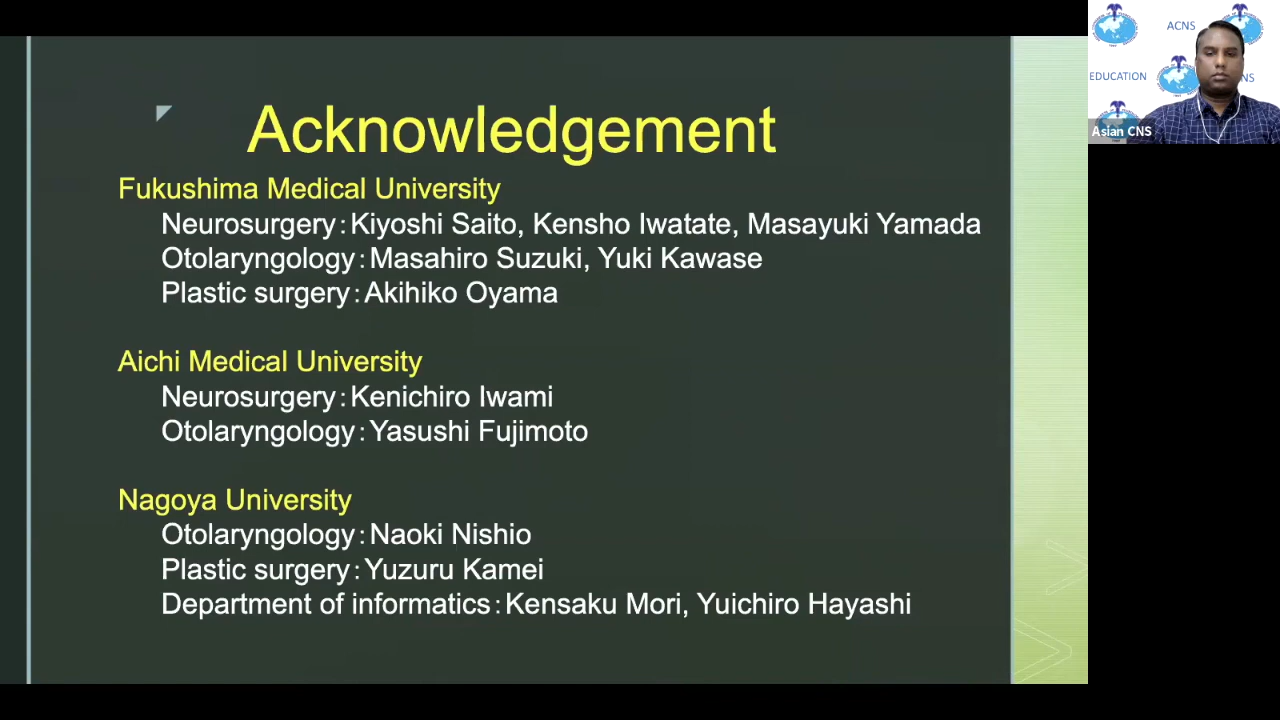 Acknowledgement
Fukushima Medical University
Neurosurgery：Kiyoshi Saito, Kensho Iwatate, Masayuki Yamada
Otolaryngology：Masahiro Suzuki, Yuki Kawase
Plastic surgery：Akihiko Oyama
Aichi Medical University
Neurosurgery：Kenichiro Iwami
Otolaryngology：Yasushi Fujimoto
Nagoya University
Otolaryngology：Naoki Nishio
Plastic surgery：Yuzuru Kamei
Department of informatics：Kensaku Mori, Yuichiro Hayashi
ACNS
EDUCATION
NS
Asian CNS